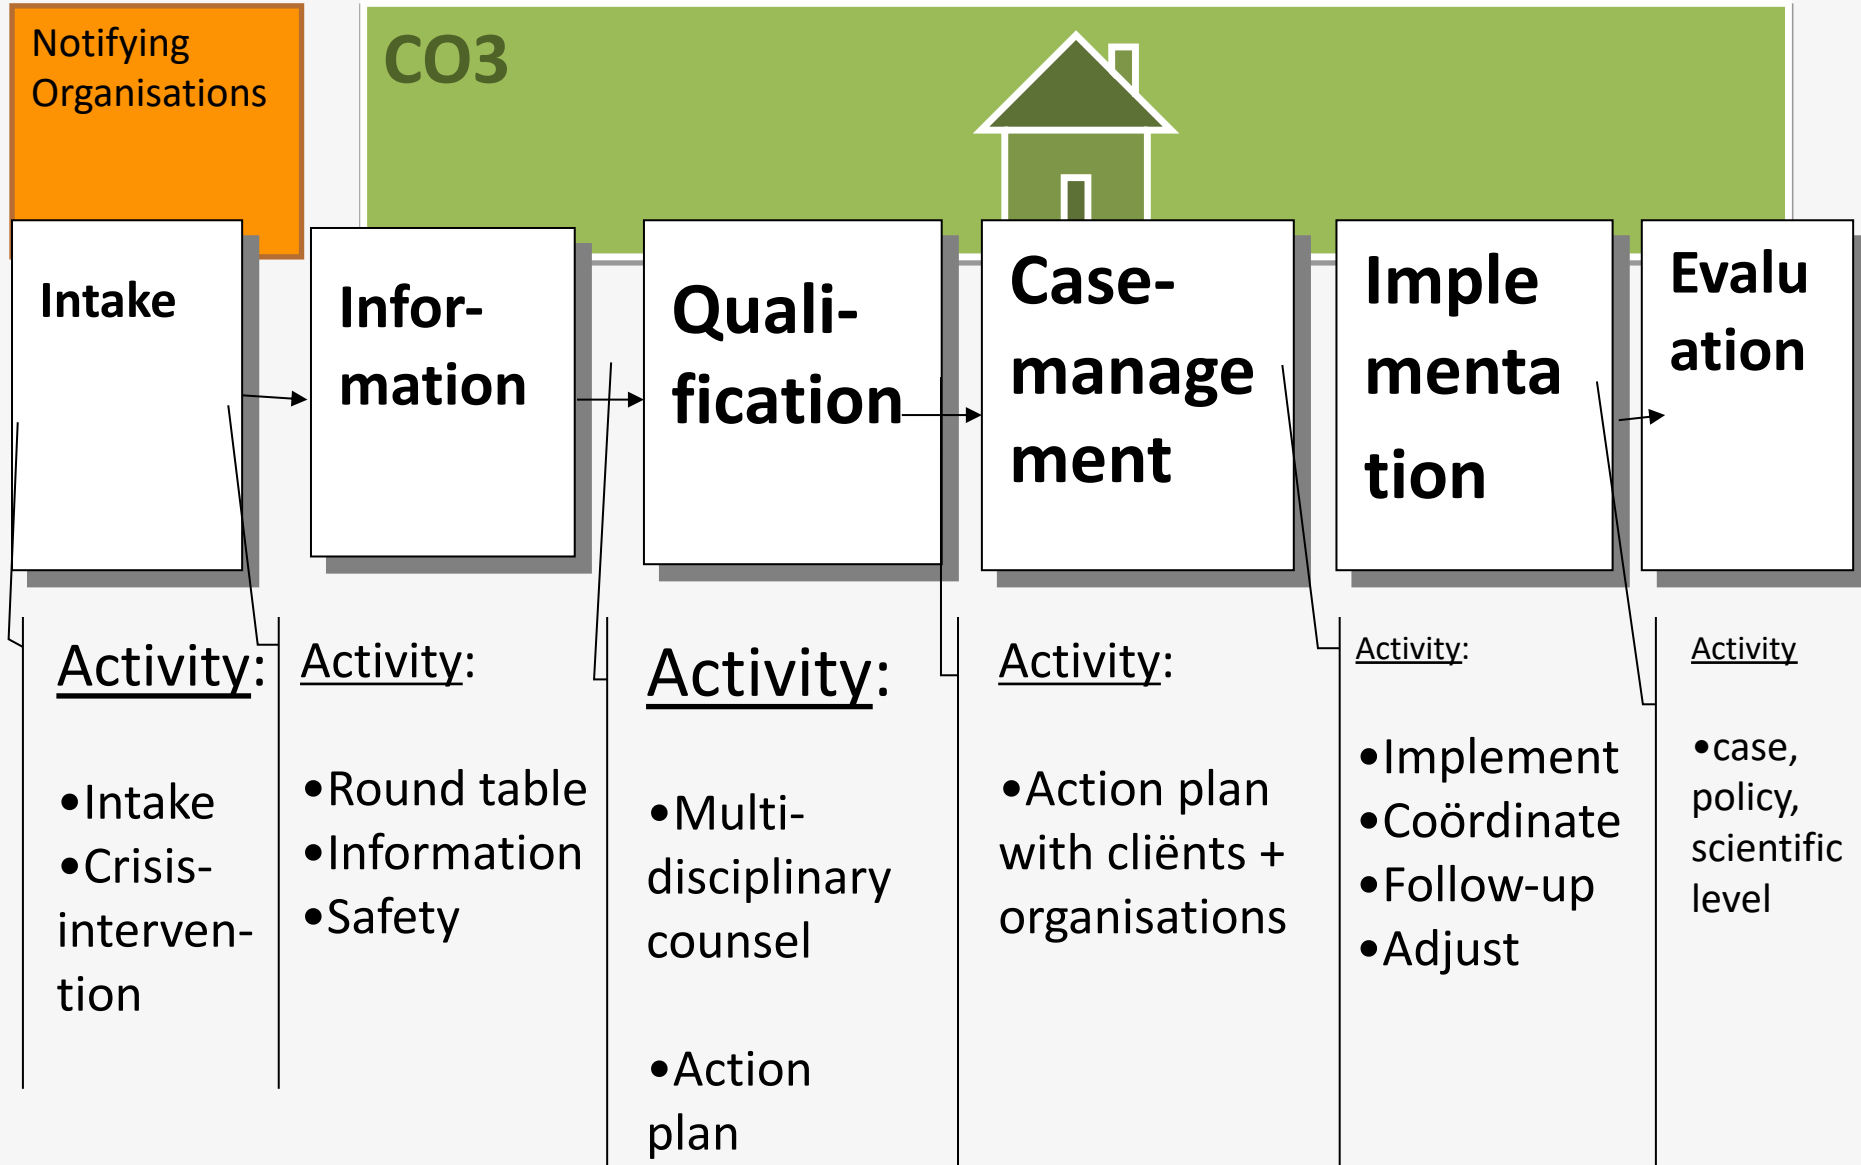 Notifying
Organisations
CO3
Intake
Infor-
mation
Quali-
fication
Case-
manage
ment
Imple
menta
tion
Evalu
ation
Activity:
•Intake
•Crisis-
interven-
tion
Activity:
•Round table
•Information
•Safety
Activity:
•Multi-
disciplinary
counsel
•Action
plan
Activity:
•Action plan
with cliënts +
organisations
Activity:
•Implement
•Coördinate
•Follow-up
•Adjust
Activity
•case,
policy,
scientific
level